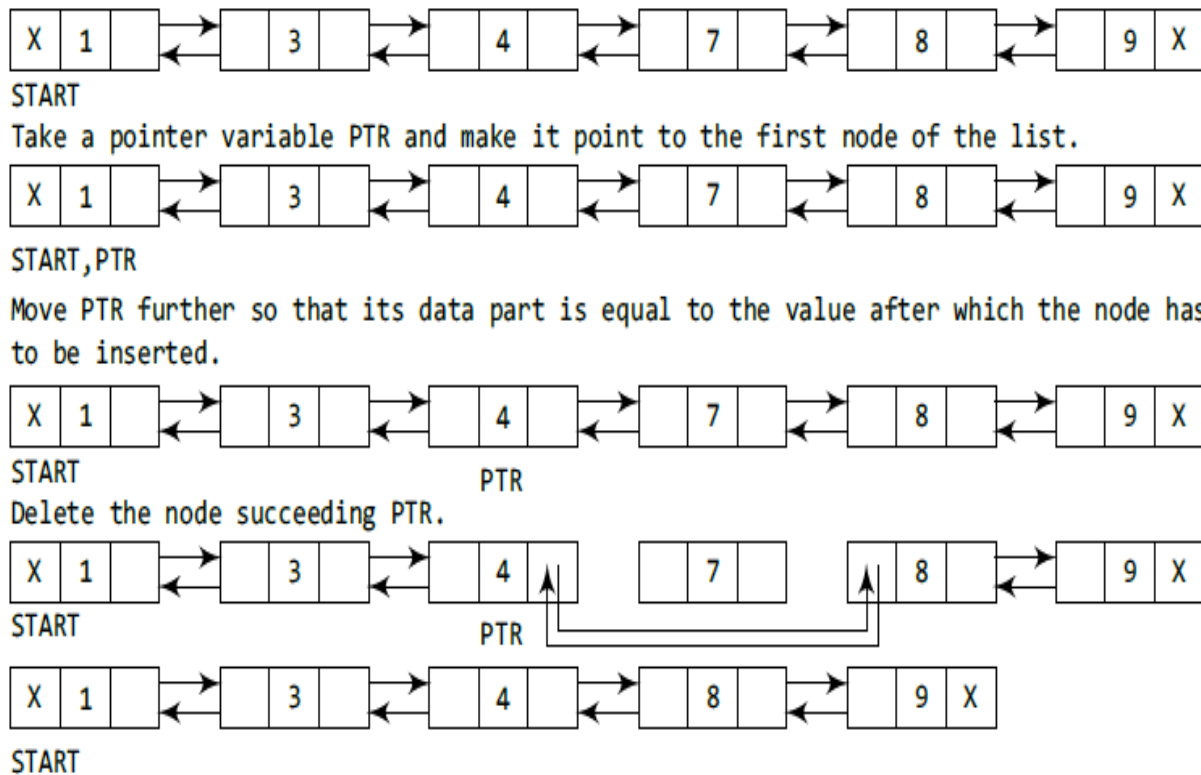 X 1 3 4 7 8 9 X
START
Take a pointer variable PTR and make it point to the first node of the list.
X 1 3 4 7 8 9 X
START,PTR
Move PTR further so that its data part is equal to the value after which the node has
to be inserted.
X 1 3 4 7 8 9 X
START PTR
Delete the node succeeding PTR.
X 1 3 4 7 8 9 X
START PTR
X 1 3 4 8 9 X
START